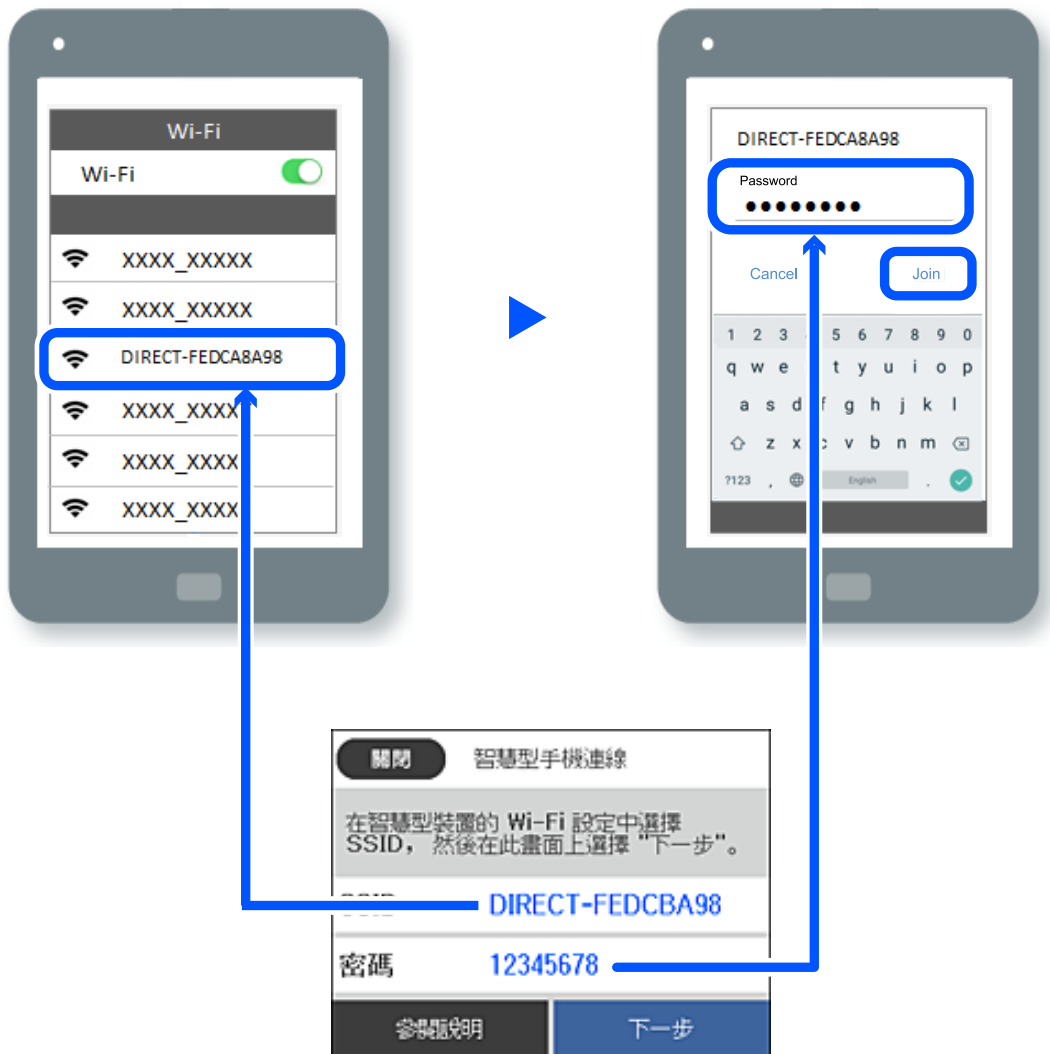 Wi-Fi
Wi-Fi
XXXX_XXXXX
XXXX_XXXXX
DIRECT-FEDCA8A98
XXXX_XXXX
XXXX_XXXX
XXXX_XXXX
DIRECT-FEDCA8A98
Password
••••••••
Cancel Join
1 2 3 5 6 7 8 9 0
q w e t y u i o p
a s d f g h j k l
z x c v b n m
?123 , English .
關閉 智慧型手機連線
在智慧型裝置的 Wi-Fi 設定中選擇
SSID，然後在此畫面上選擇 "下一步"。
DIRECT-FEDCBA98
密碼 12345678
參閱說明 下一步